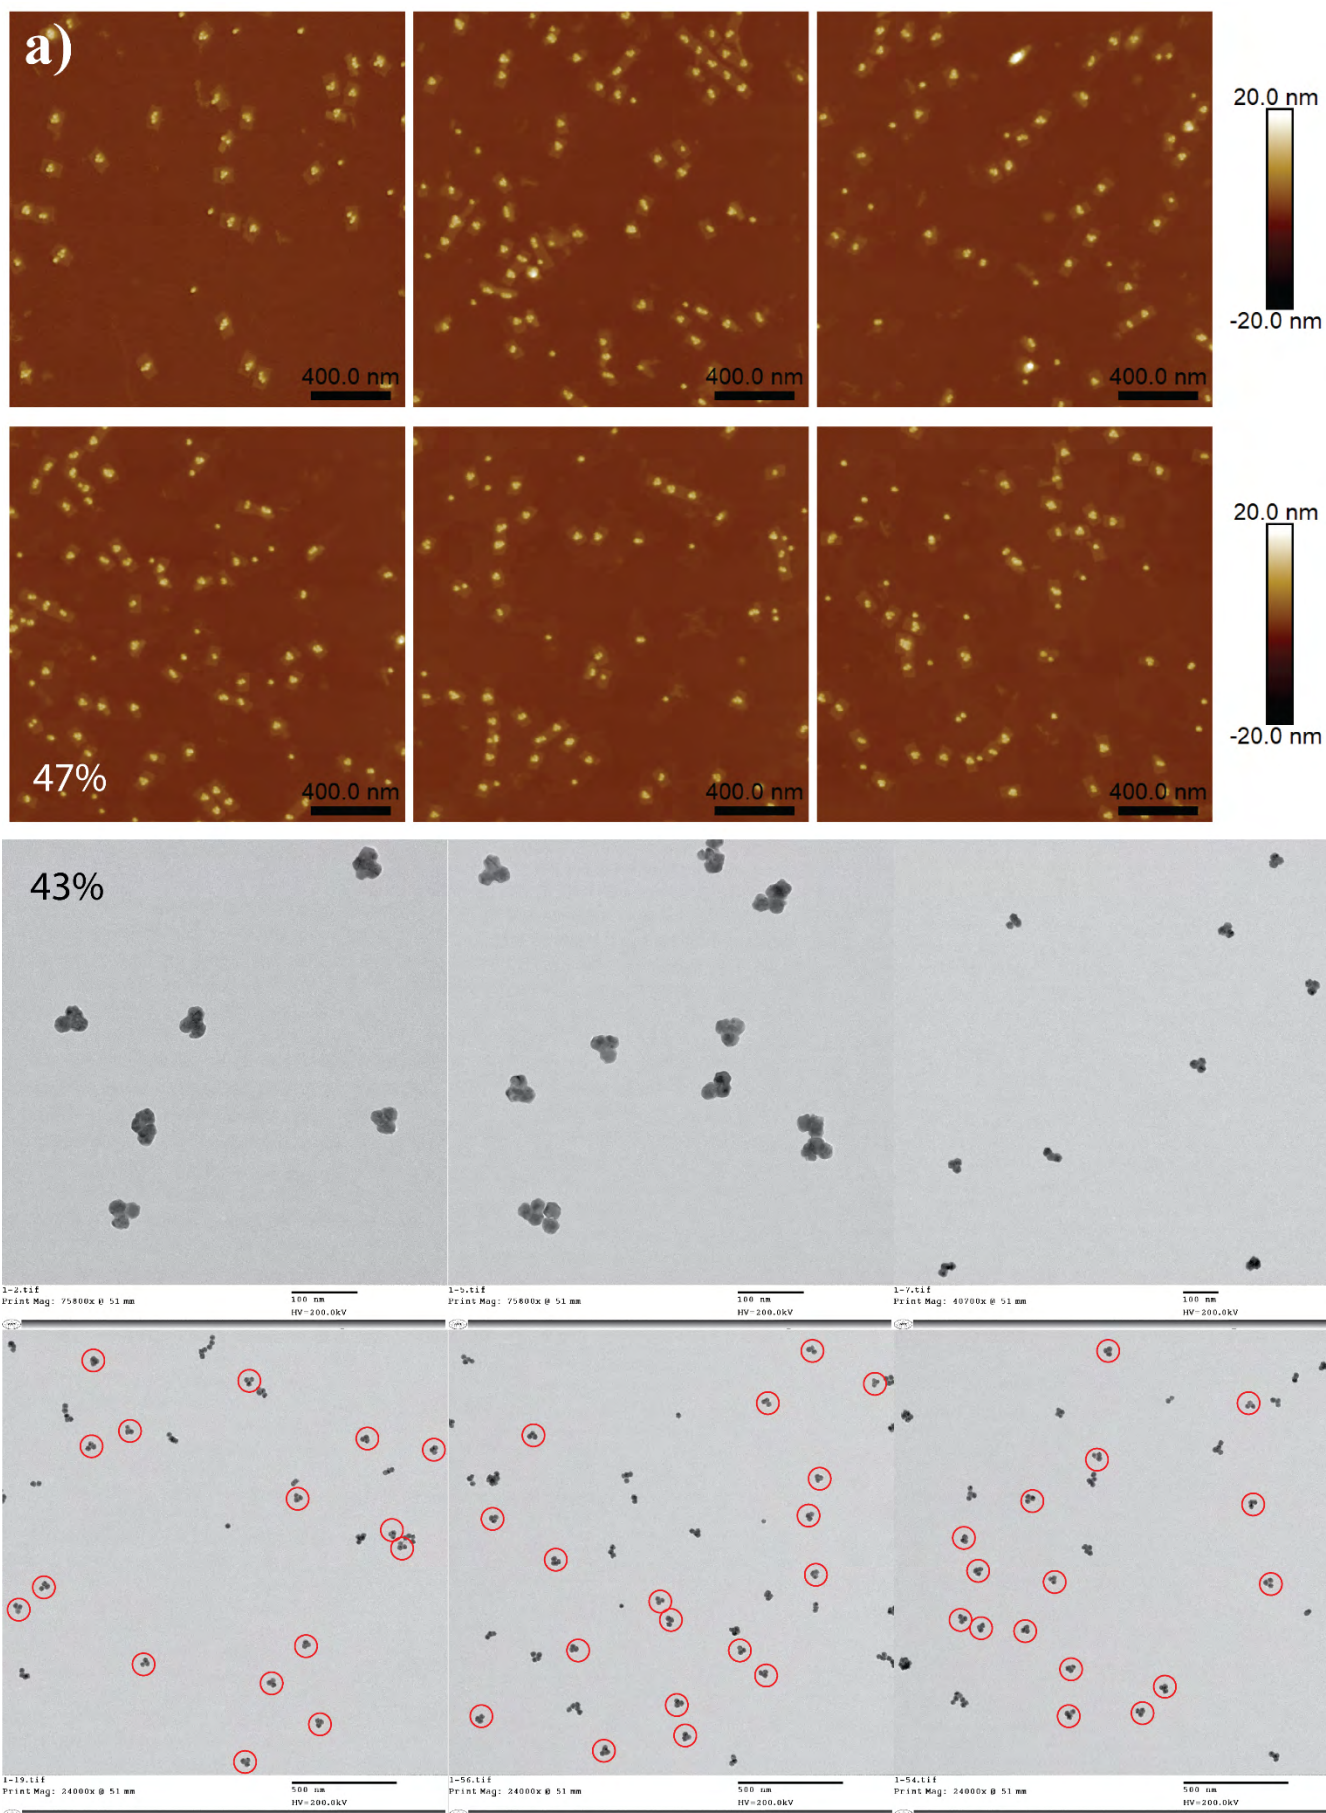 a)
20.0 nm
-20.0 nm
400.0 nm
400.0 nm
400.0 nm
20.0 nm
-20.0 nm
47%
400.0 nm
400.0 nm
400.0 nm
43%
1-2.tif
Print Mag: 75800x @ 51 mm
100 nm
HV=200.0kV
1-5.tif
Print Mag: 75800x @ 51 mm
100 nm
HV=200.0kV
1-7.tif
Print Mag: 40700x @ 51 mm
100 nm
HV=200.0kV
1-19.tif
Print Mag: 24000x @ 51 mm
500 nm
HV=200.0kV
1-56.tif
Print Mag: 24000x @ 51 mm
500 nm
HV=200.0kV
1-54.tif
Print Mag: 24000x @ 51 mm
500 nm
HV=200.0kV